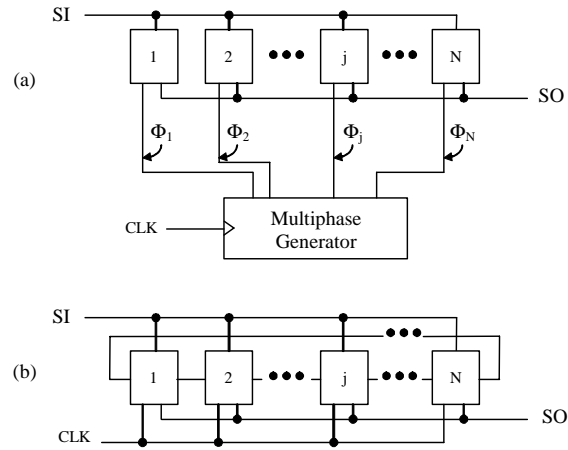 SI
(a)
1 2 j N
SO
Φ1 Φ2 Φj ΦN
CLK
Multiphase
Generator
SI
(b)
1 2 j N
SO
CLK